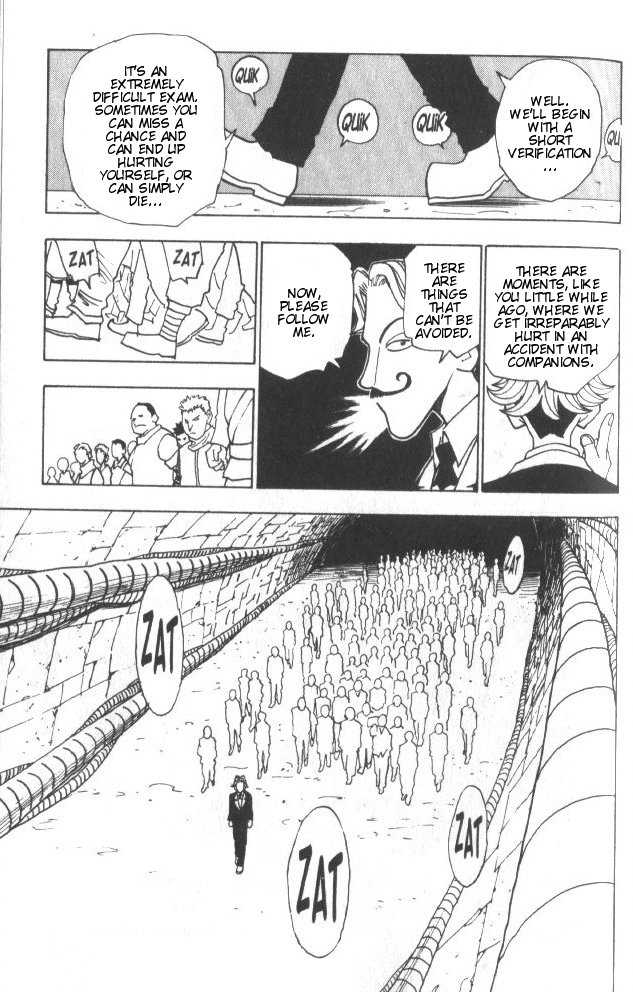 WELL.
WE'LL BEGIN
WITH A
SHORT
VERIFICATION
...
QU
QUIK
QUIK
QUIK
IT'S AN
EXTREMELY
DIFFICULT EXAM.
SOMETIMES YOU
CAN MISS A
CHANCE AND
CAN END UP
HURTING
YOURSELF, OR
CAN SIMPLY
DIE...
THERE ARE
MOMENTS, LIKE
YOU LITTLE WHILE
AGO, WHERE WE
GET IRREPARABLY
HURT IN AN
ACCIDENT WITH
COMPANIONS.
THERE
ARE
THINGS
THAT
CAN'T BE
AVOIDED.
NOW,
PLEASE
FOLLOW
ME.
ZAT
ZAT
ZAT
ZAT
ZAT
ZAT